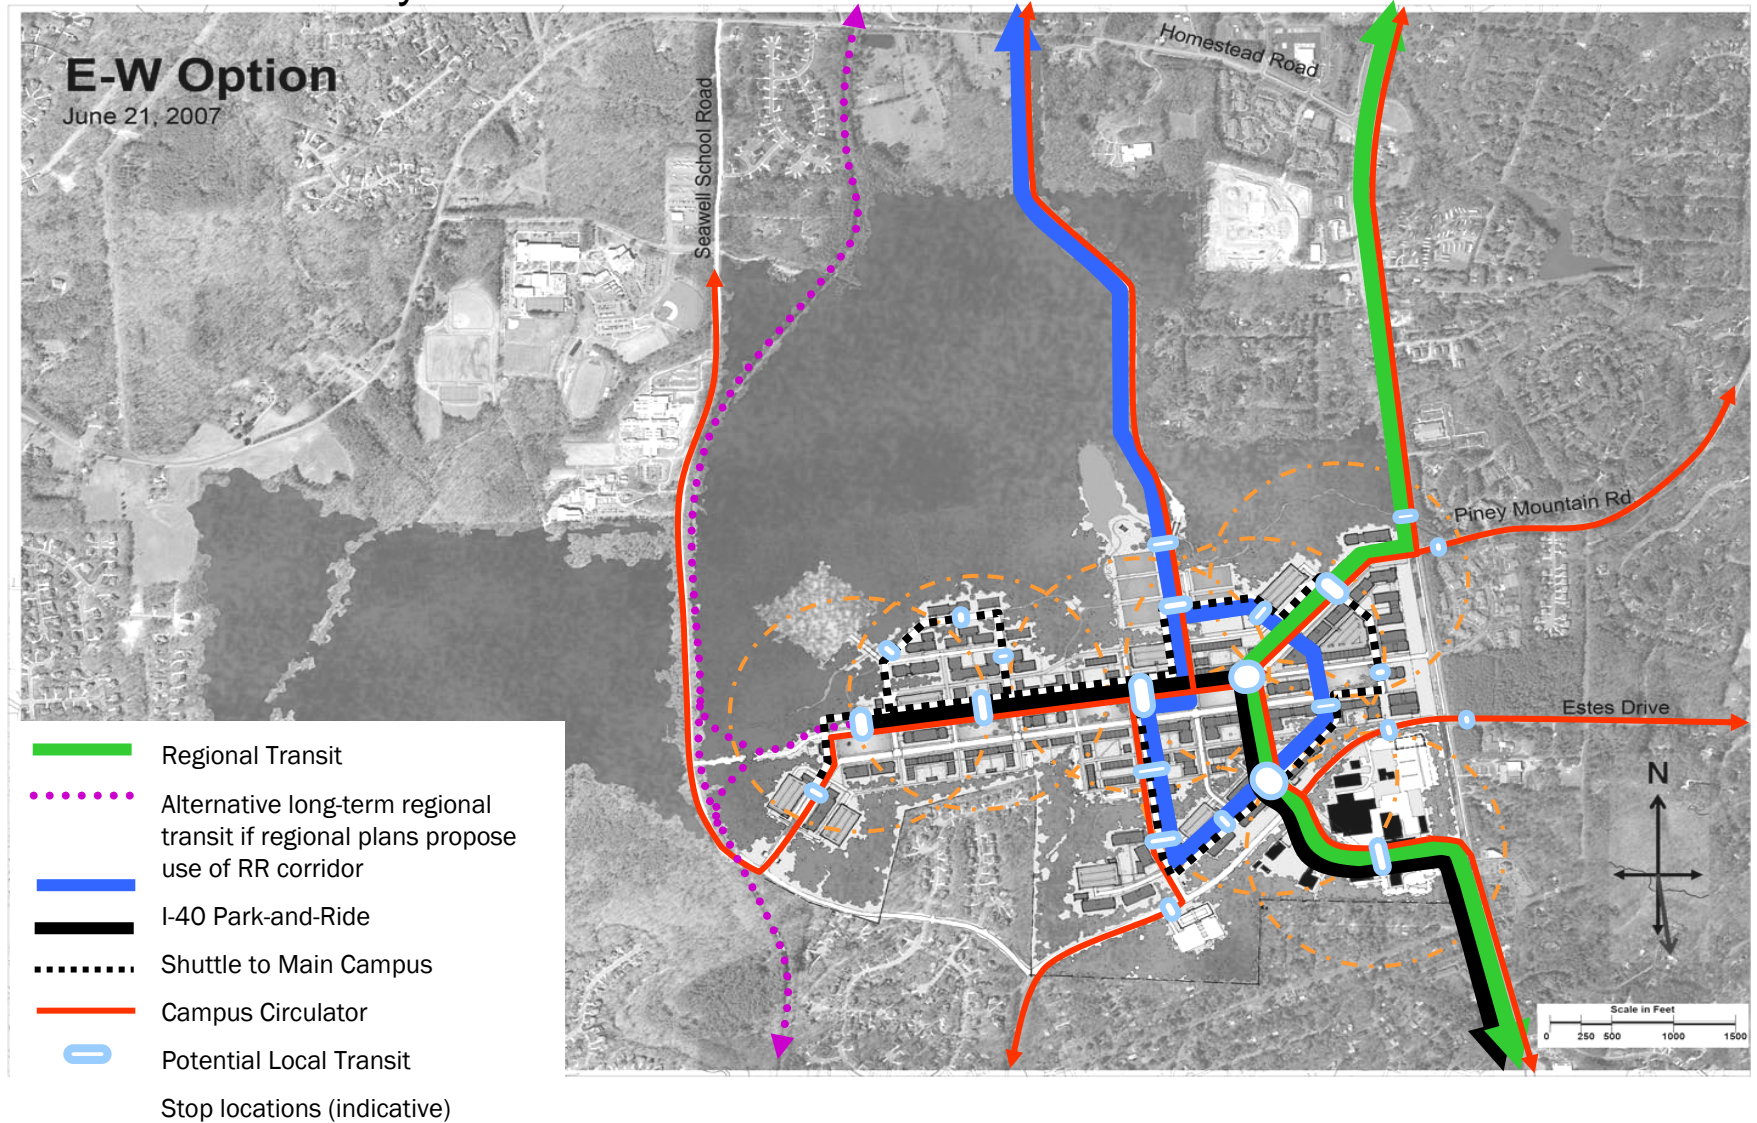 E-W Option
June 21, 2007
Seawell School Road
Homestead Road
Piney Mountain Rd
Estes Drive
N
Regional Transit
Alternative long-term regional
transit if regional plans propose
use of RR corridor
I-40 Park-and-Ride
Shuttle to Main Campus
Campus Circulator
Potential Local Transit
Stop locations (indicative)
Scale in Feet
0 250 500 1000 1500